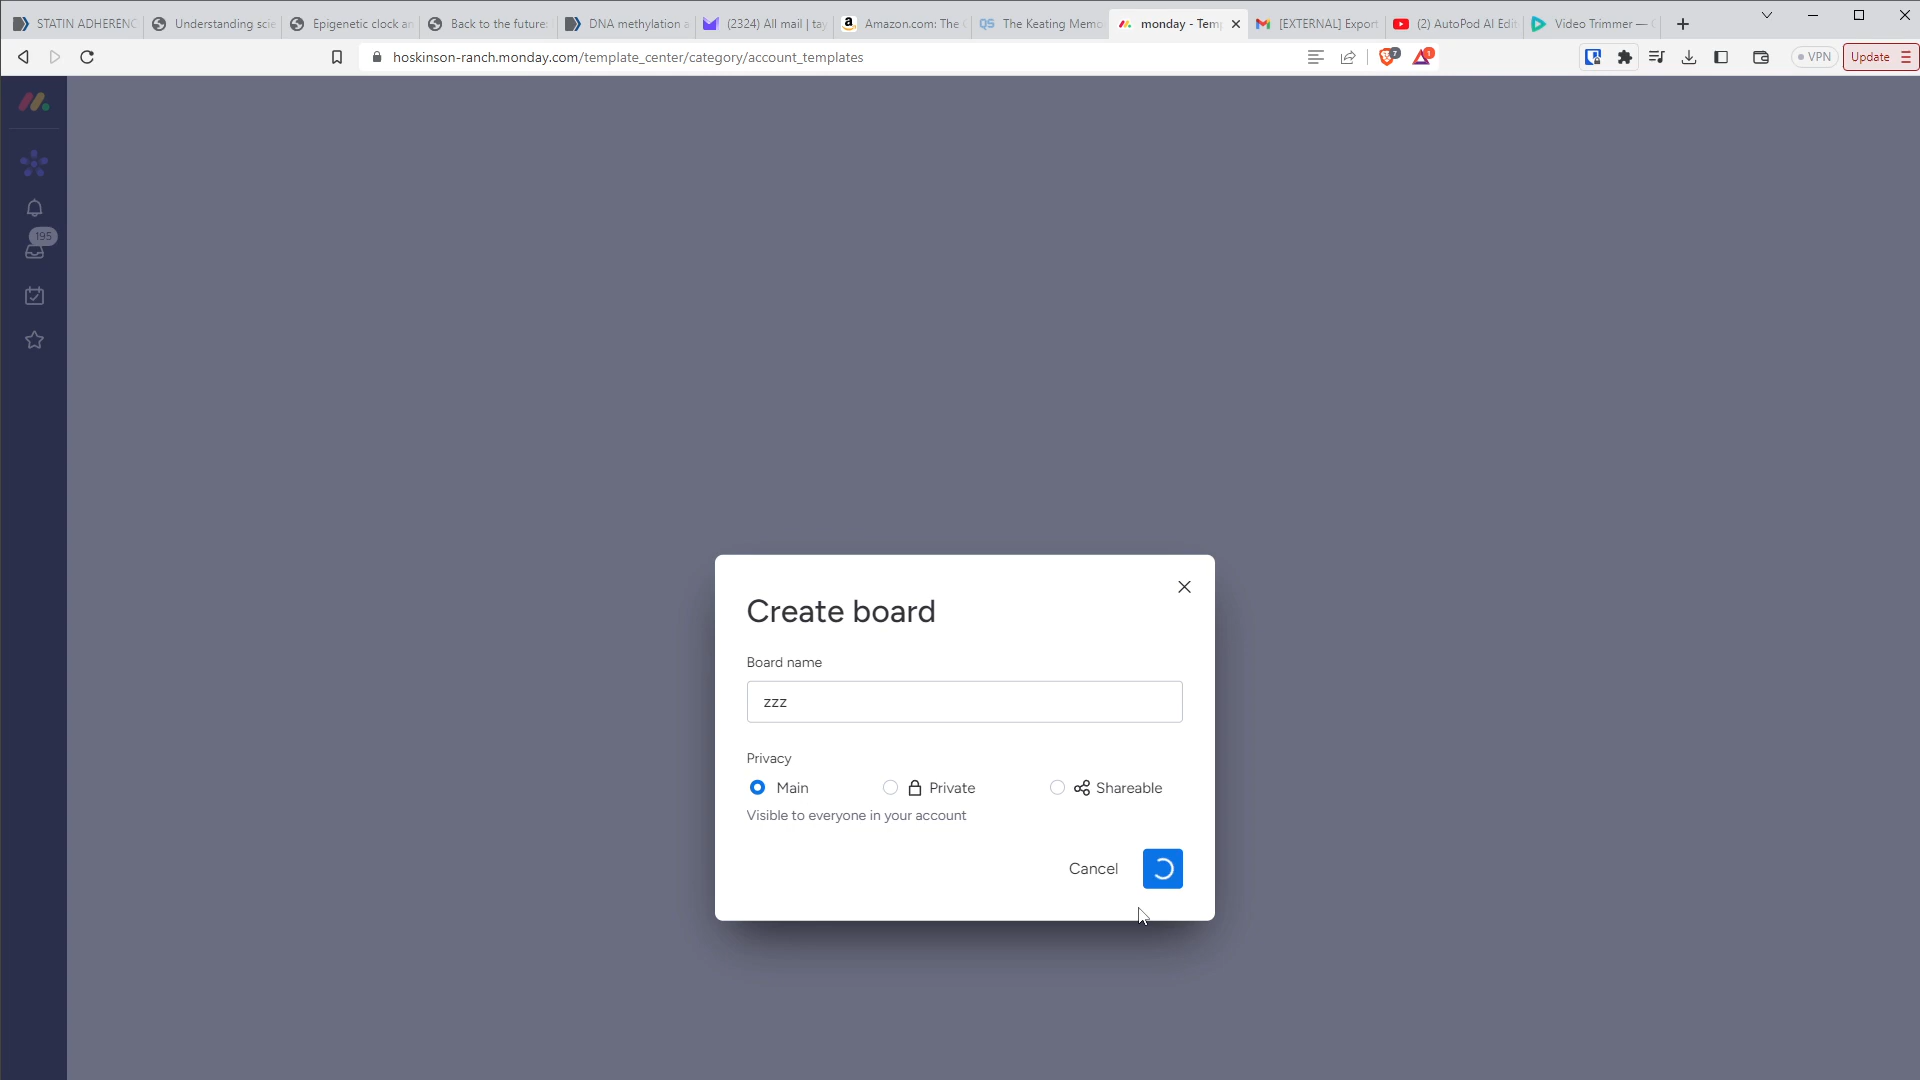 STATIN ADHERENC
Understanding scie
Epigenetic clock an
Back to the future:
DNA methylation a
(2324) All mail | tay
Amazon.com: The C
The Keating Memo
monday - Temp
[EXTERNAL] Export
(2) AutoPod AI Edit
Video Trimmer —
hoskinson-ranch.monday.com/template_center/category/account_templates
7
1
VPN
Update
195
Create board
Board name
zzz
Privacy
Main
Private
Shareable
Visible to everyone in your account
Cancel